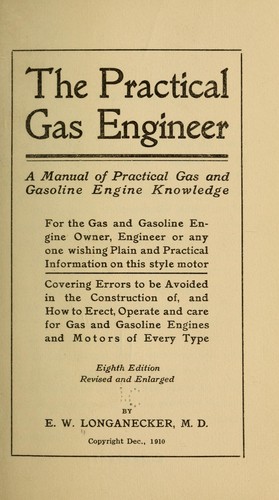 The Practical
Gas Engineer
A Manual of Practical Gas and
Gasoline Engine Knowledge
For the Gas and Gasoline En-
gine Owner, Engineer or any
one wishing Plain and Practical
Information on this style motor
Covering Errors to be Avoided
in the Construction of, and
How to Erect, Operate and care
for Gas and Gasoline Engines
and Motors of Every Type
Eighth Edition
Revised and Enlarged
BY
E. W. LONGANECKER, M. D.
Copyright Dec., 1910